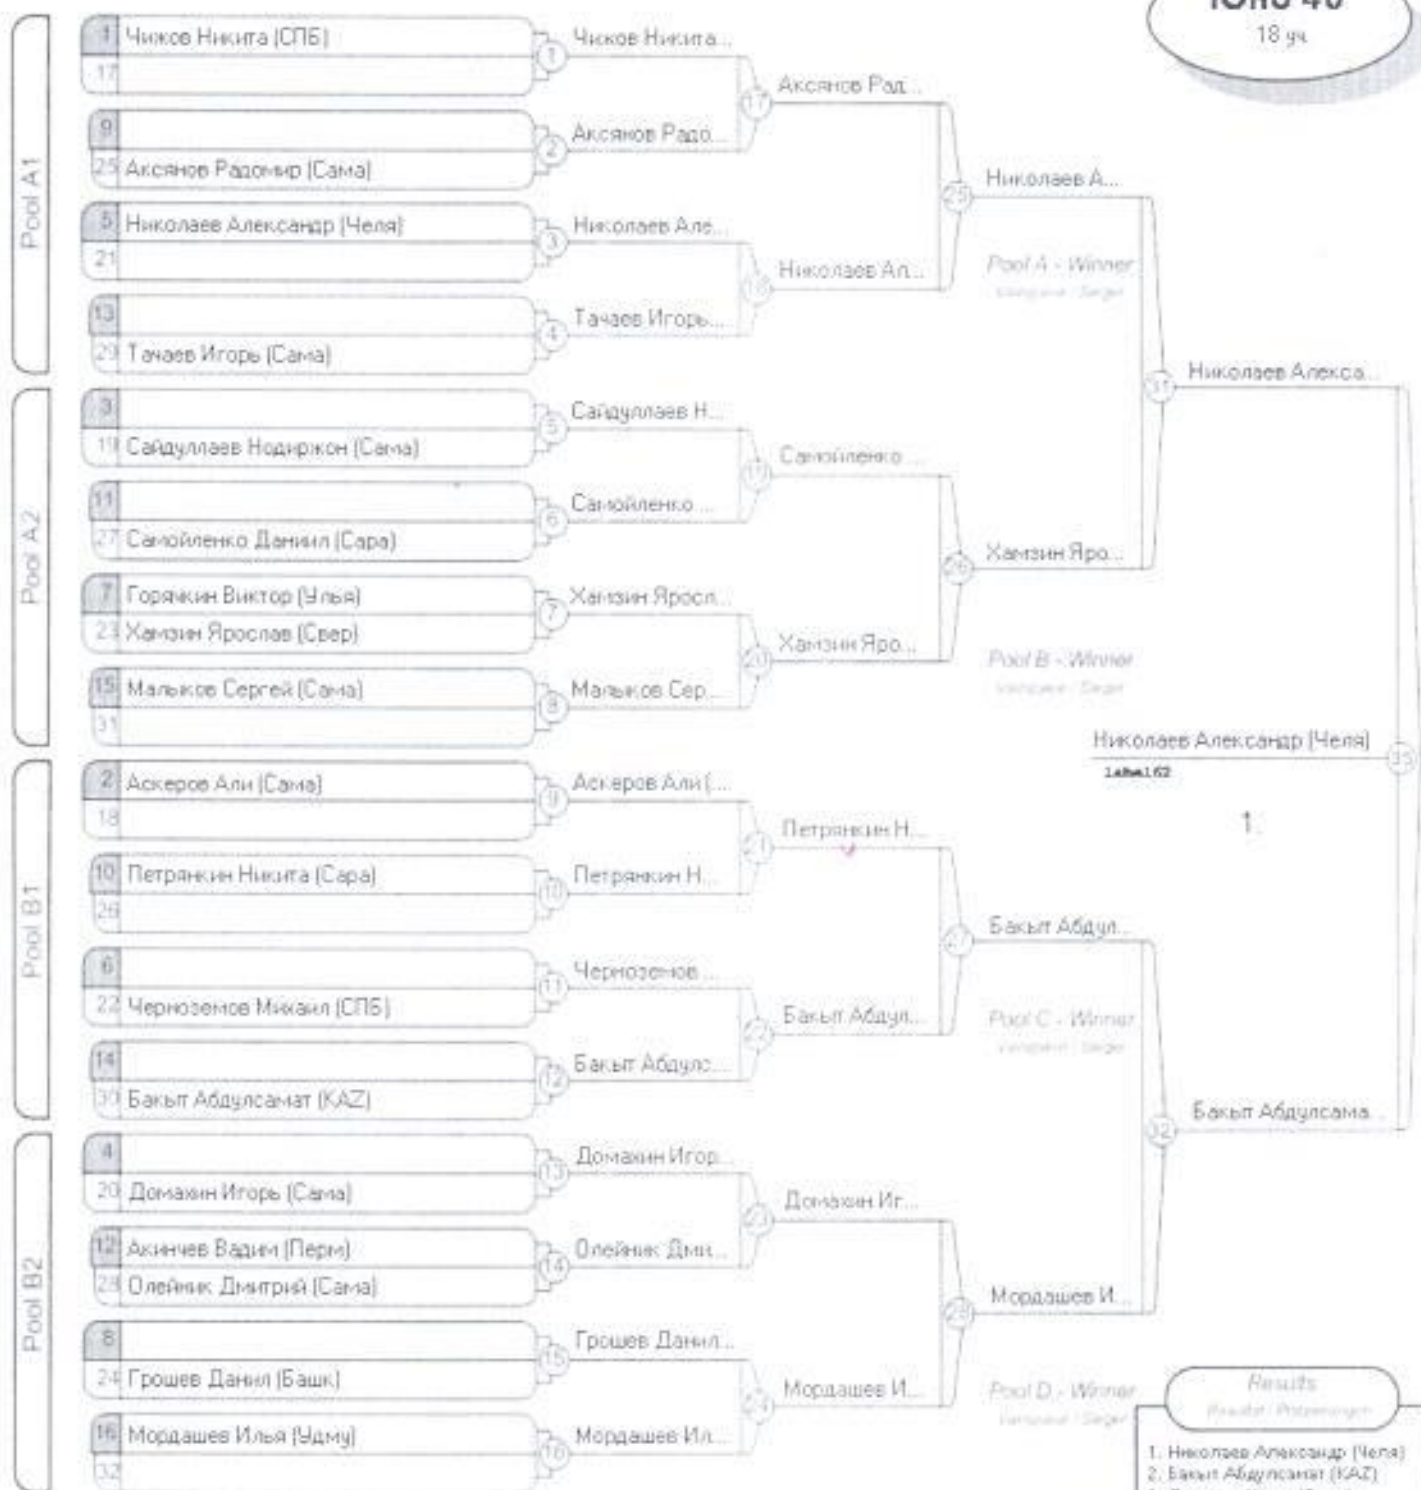 18 уч.
Pool A1
1 Чижов Никита (СПБ)
17
9
25 Аксянов Радомир (Сама)
5 Николаев Александр (Челя)
21
13
29 Тачаев Игорь (Сама)
Pool A2
3
19 Сайдуллаев Нодиржон (Сама)
11
27 Самойленко Даниил (Сара)
7 Горячкин Виктор (Улья)
23 Хамзин Ярослав (Свер)
15 Малыков Сергей (Сама)
31
Pool B1
2 Аскеров Али (Сама)
18
10 Петрянкин Никита (Сара)
26
6
22 Черноземов Михаил (СПБ)
14
30 Бакыт Абдулсамат (KAZ)
Pool B2
4
20 Домахин Игорь (Сама)
12 Акинчев Вадим (Перм)
28 Олейник Дмитрий (Сама)
8
24 Грошев Данил (Башк)
16 Мордашев Илья (Удму)
32
1 Чижов Никита...
2 Аксянов Радо...
3 Николаев Але...
4 Тачаев Игорь...
5 Сайдуллаев Н...
6 Самойленко ...
7 Хамзин Яросл...
8 Малыков Сер...
9 Аскеров Али (...
10 Петрянкин Н...
11 Черноземов ...
12 Бакыт Абдулс...
13 Домахин Игор...
14 Олейник Дми...
15 Грошев Данил...
16 Мордашев Ил...
17 Аксянов Рад...
18 Николаев Ал...
Самойленко ...
20 Хамзин Яро...
21 Петрянкин Н...
22 Бакыт Абдул...
23 Домахин Иг...
24 Мордашев И...
25 Николаев А...
Pool A - Winner
26 Хамзин Яро...
Pool B - Winner
27 Бакыт Абдул...
Pool C - Winner
28 Мордашев И...
Pool D - Winner
31 Николаев Алекса...
32 Бакыт Абдулсама...
35 Николаев Александр (Челя)
label62
1.
Results
1. Николаев Александр (Челя)
2. Бакыт Абдулсамат (KAZ)